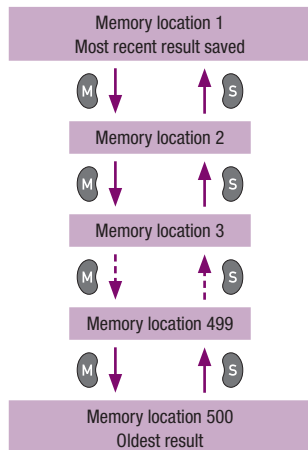 Memory location 1
Most recent result saved
M S
Memory location 2
M S
Memory location 3
M S
Memory location 499
M S
Memory location 500
Oldest result